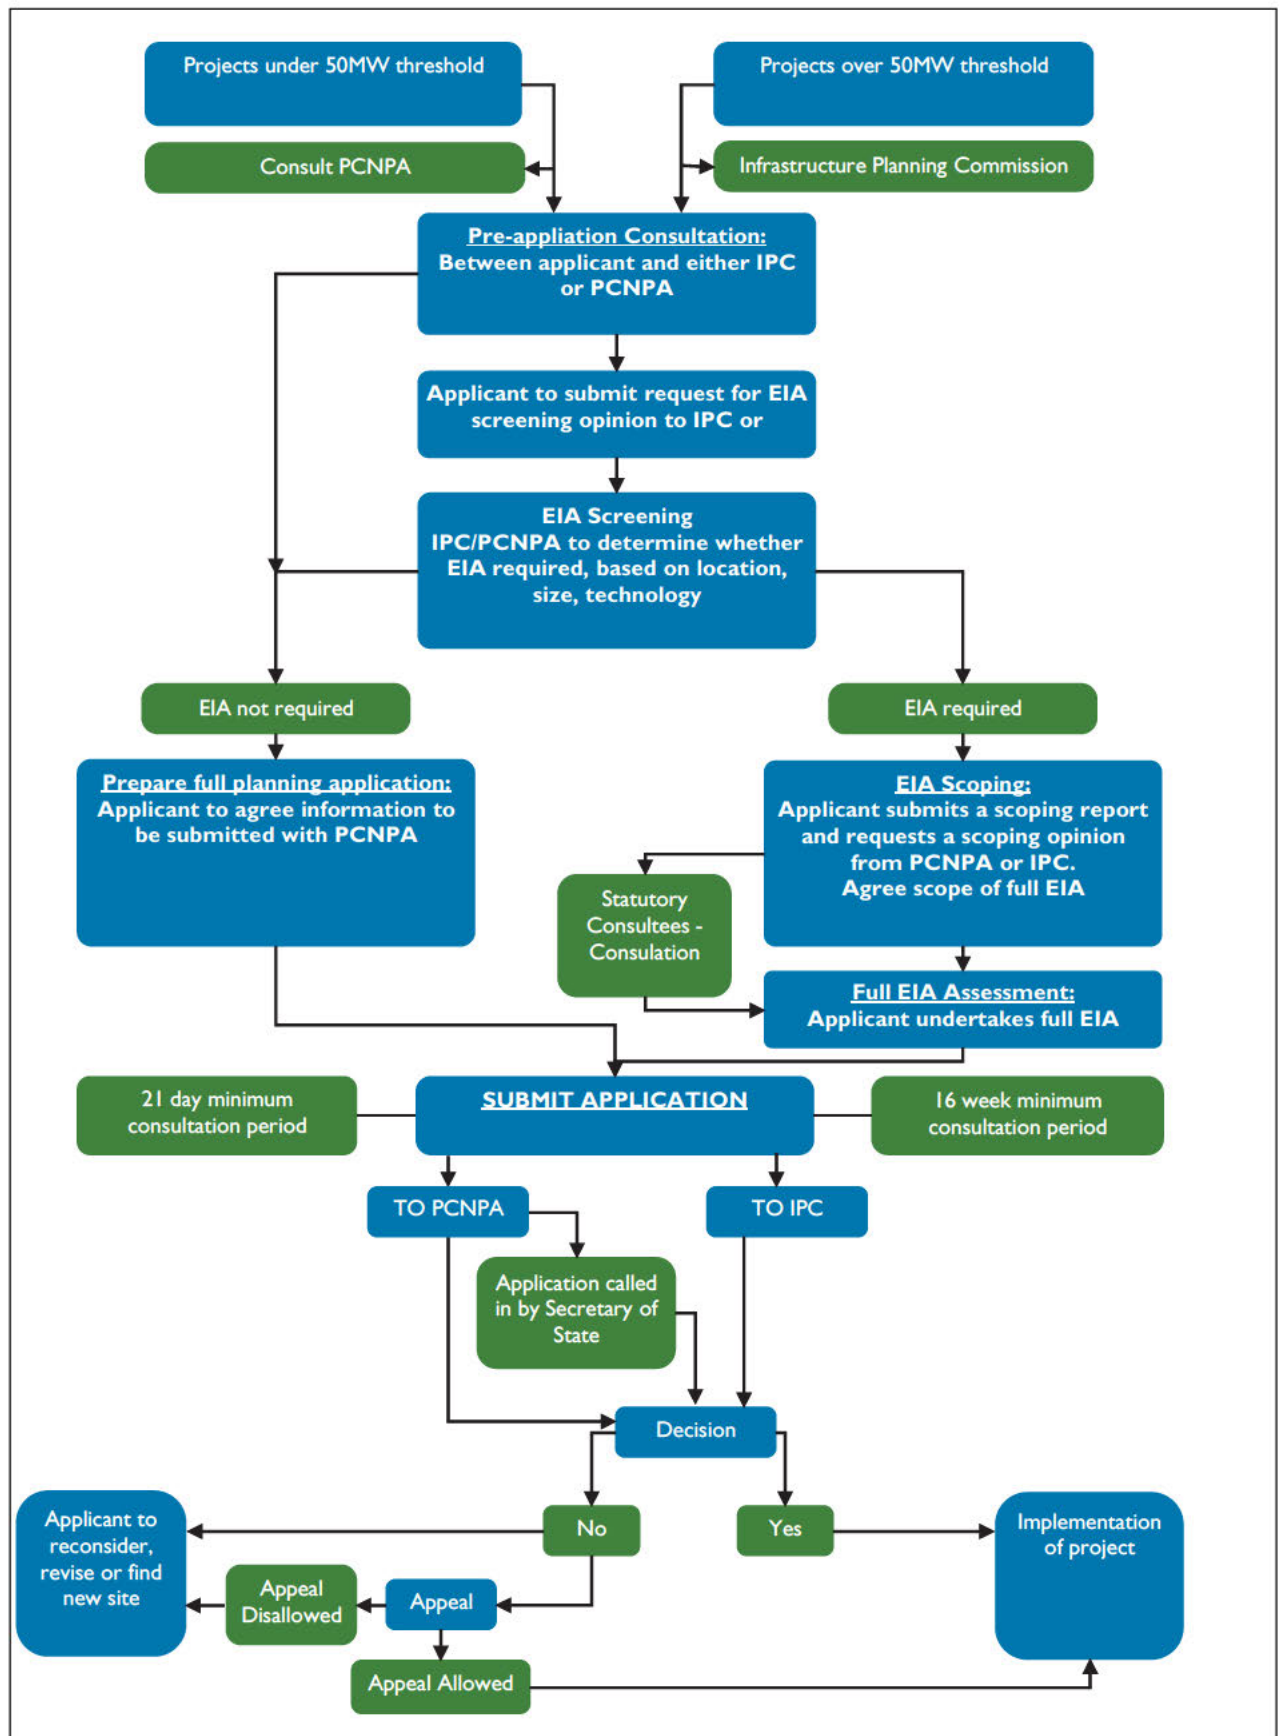 Projects under 50MW threshold
Projects over 50MW threshold
Consult PCNPA
Infrastructure Planning Commission
Pre-appliation Consultation:
Between applicant and either IPC
or PCNPA
Applicant to submit request for EIA
screening opinion to IPC or
EIA Screening
IPC/PCNPA to determine whether
EIA required, based on location,
size, technology
EIA not required
EIA required
Prepare full planning application:
Applicant to agree information to
be submitted with PCNPA
EIA Scoping:
Applicant submits a scoping report
and requests a scoping opinion
from PCNPA or IPC.
Agree scope of full EIA
Statutory
Consultees -
Consulation
Full EIA Assessment:
Applicant undertakes full EIA
21 day minimum
consultation period
SUBMIT APPLICATION
16 week minimum
consultation period
TO PCNPA
TO IPC
Application called
in by Secretary of
State
Decision
No
Yes
Applicant to
reconsider,
revise or find
new site
Implementation
of project
Appeal
Disallowed
Appeal
Appeal Allowed